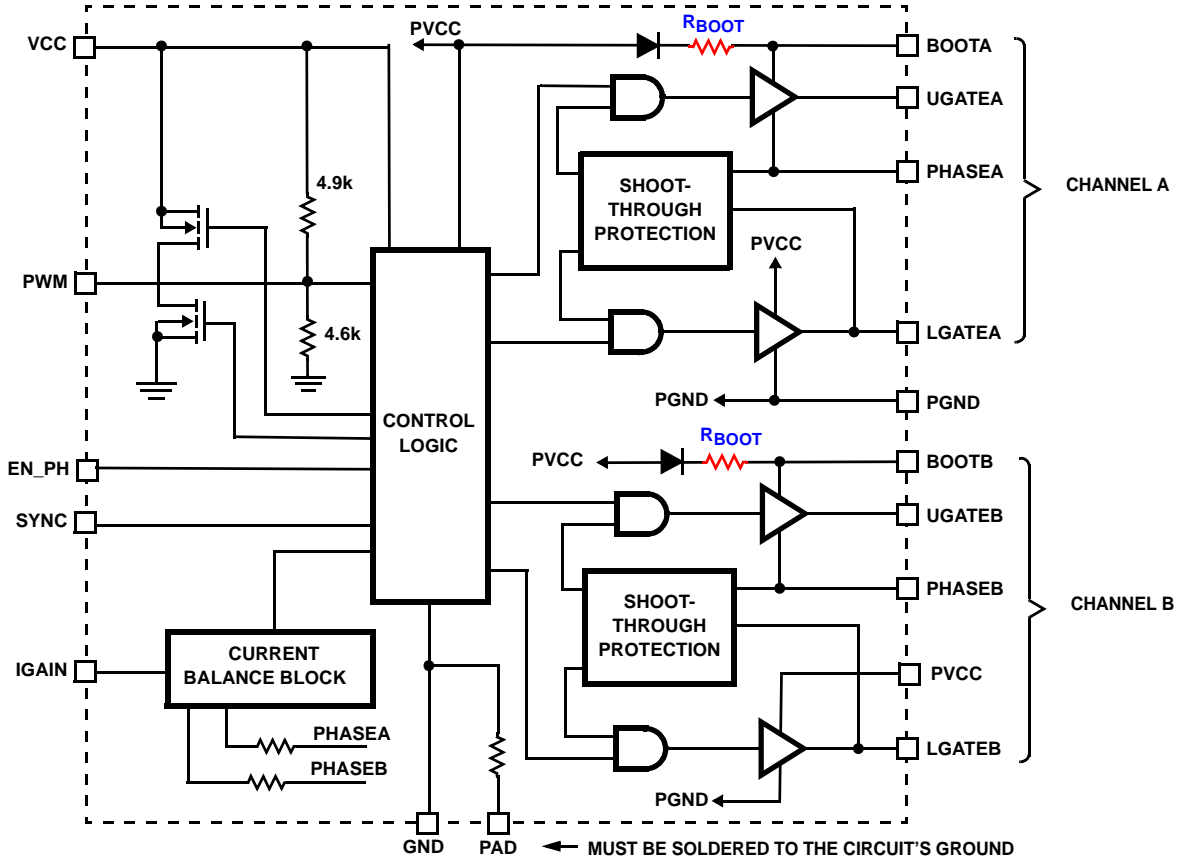 VCC
PVCC
RBOOT
BOOTA
UGATEA
4.9k
SHOOT-
THROUGH
PROTECTION
PHASEA
CHANNEL A
PVCC
PWM
4.6k
LGATEA
CONTROL
LOGIC
PGND
PGND
RBOOT
EN_PH
PVCC
BOOTB
SYNC
UGATEB
SHOOT-
THROUGH
PROTECTION
PHASEB
CHANNEL B
IGAIN
CURRENT
BALANCE BLOCK
PVCC
PHASEA
PHASEB
LGATEB
PGND
GND
PAD
MUST BE SOLDERED TO THE CIRCUIT'S GROUND